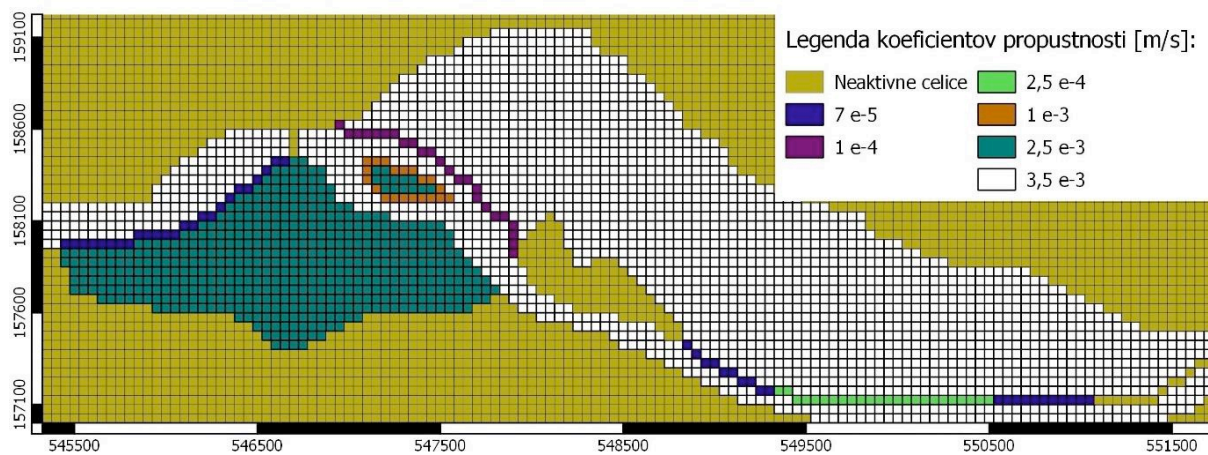 159100
158600
158100
157600
157100
Legenda koeficientov propustnosti [m/s]:
Neaktivne celice
7 e-5
1 e-4
2,5 e-4
1 e-3
2,5 e-3
3,5 e-3
545500 546500 547500 548500 549500 550500 551500